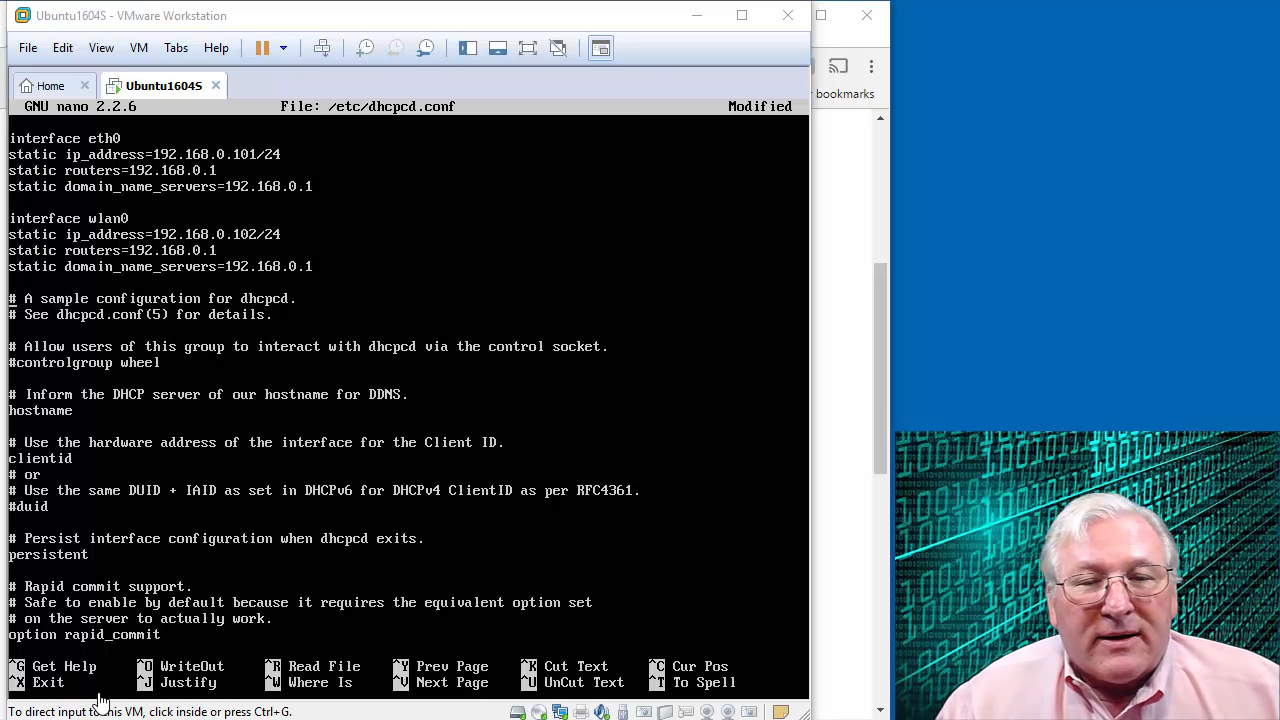 Ubuntu1604S - VMware Workstation
File Edit View VM Tabs Help
Home
Ubuntu1604S
r bookmarks
GNU nano 2.2.6 File: /etc/dhcpcd.conf Modified
interface eth0
static ip_address=192.168.0.101/24
static routers=192.168.0.1
static domain_name_servers=192.168.0.1
interface wlan0
static ip_address=192.168.0.102/24
static routers=192.168.0.1
static domain_name_servers=192.168.0.1
# A sample configuration for dhcpcd.
# See dhcpcd.conf(5) for details.
# Allow users of this group to interact with dhcpcd via the control socket.
#controlgroup wheel
# Inform the DHCP server of our hostname for DDNS.
hostname
# Use the hardware address of the interface for the Client ID.
clientid
# or
# Use the same DUID + IAID as set in DHCPv6 for DHCPv4 ClientID as per RFC4361.
#duid
# Persist interface configuration when dhcpcd exits.
persistent
# Rapid commit support.
# Safe to enable by default because it requires the equivalent option set
# on the server to actually work.
option rapid_commit
^G Get Help ^O WriteOut ^R Read File ^Y Prev Page ^K Cut Text ^C Cur Pos
^X Exit ^J Justify ^W Where Is ^V Next Page ^U UnCut Text ^T To Spell
To direct input to this VM, click in or press Ctrl+G.